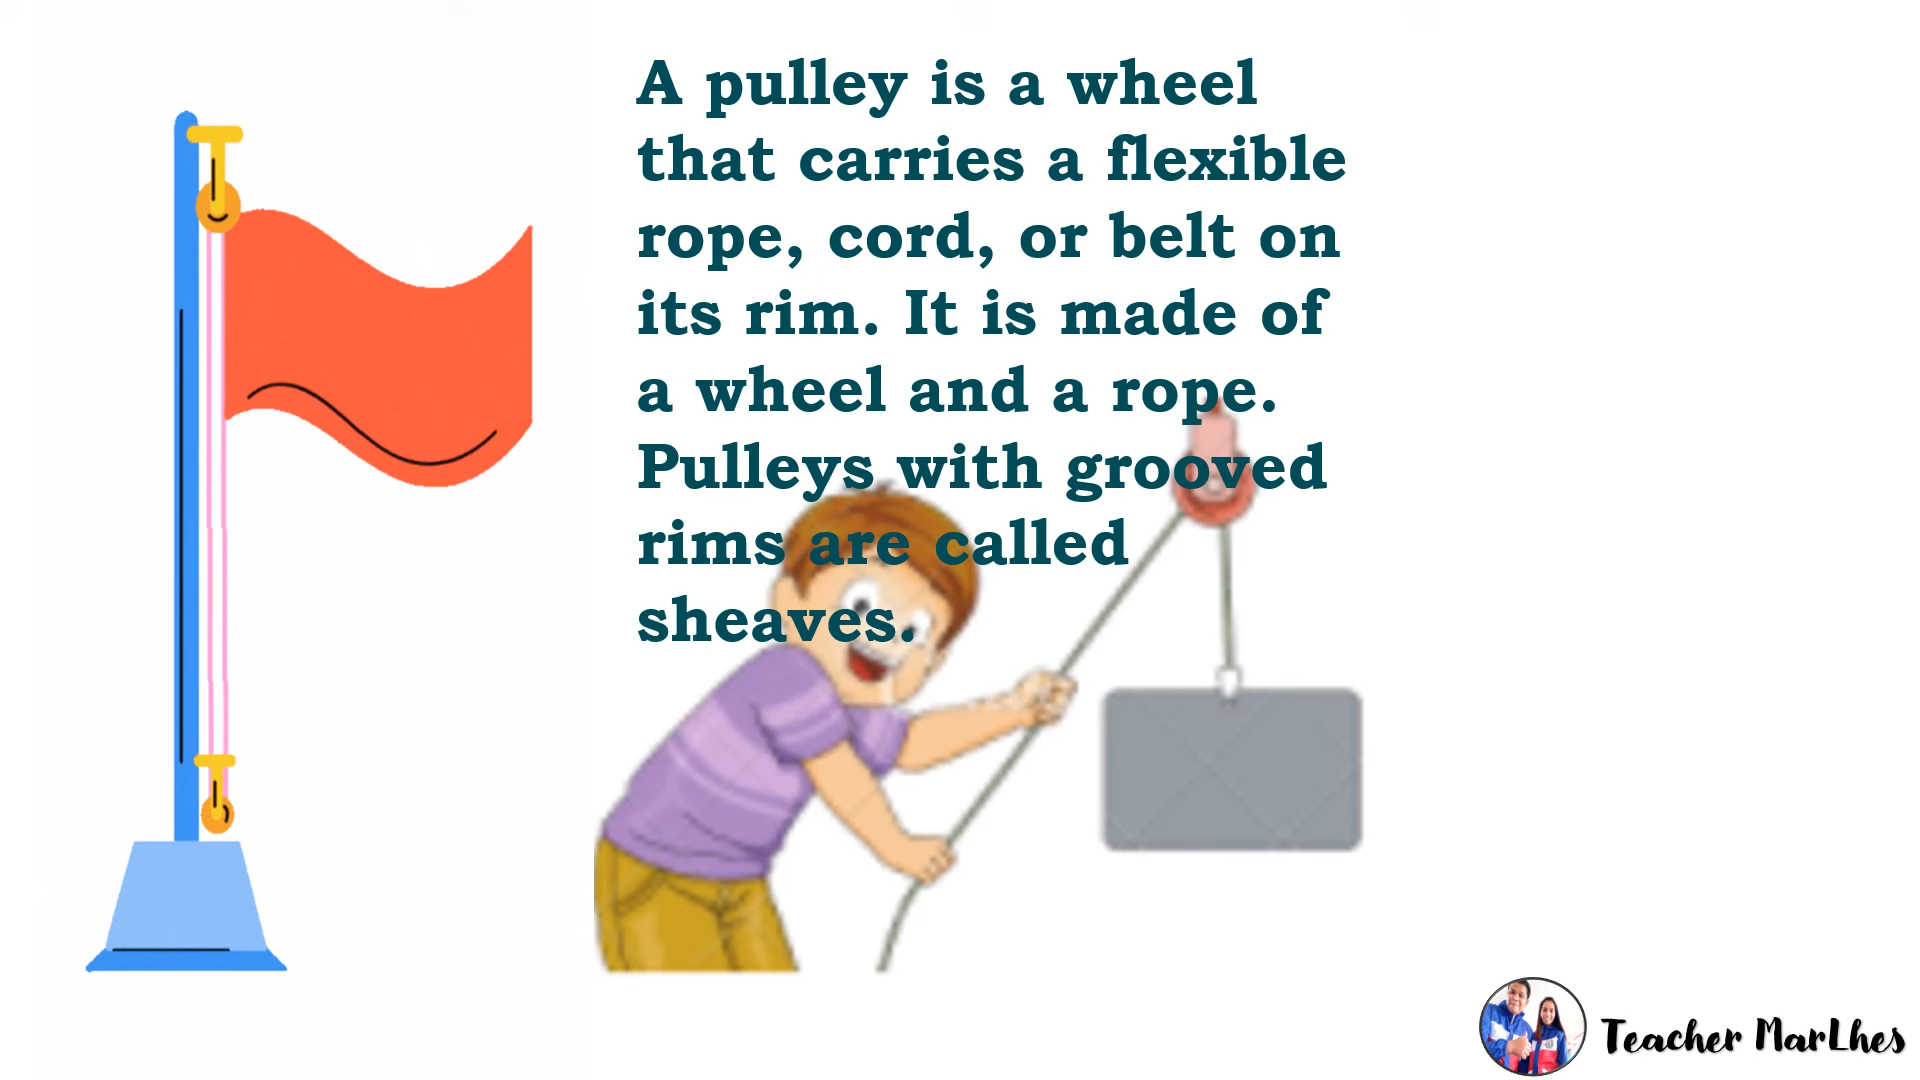 A pulley is a wheel
that carries a flexible
rope, cord, or belt on
its rim. It is made of
a wheel and a rope.
Pulleys with grooved
rims are called
sheaves.
Teacher MarLhes